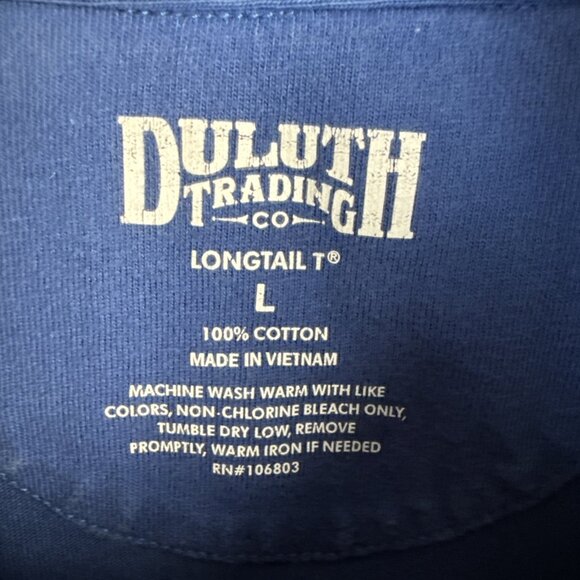 DULUTH
TRADING
CO
LONGTAIL T®
L
100% COTTON
MADE IN VIETNAM
MACHINE WASH WARM WITH LIKE
COLORS, NON-CHLORINE BLEACH ONLY,
TUMBLE DRY LOW, REMOVE
PROMPTLY, WARM IRON IF NEEDED
RN#106803